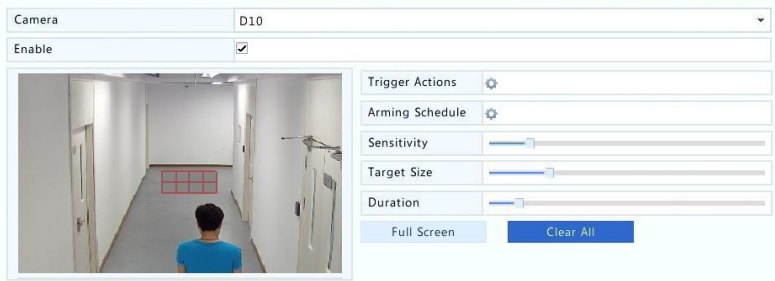 Camera
D10
Enable
Trigger Actions
Arming Schedule
Sensitivity
Target Size
Duration
Full Screen
Clear All